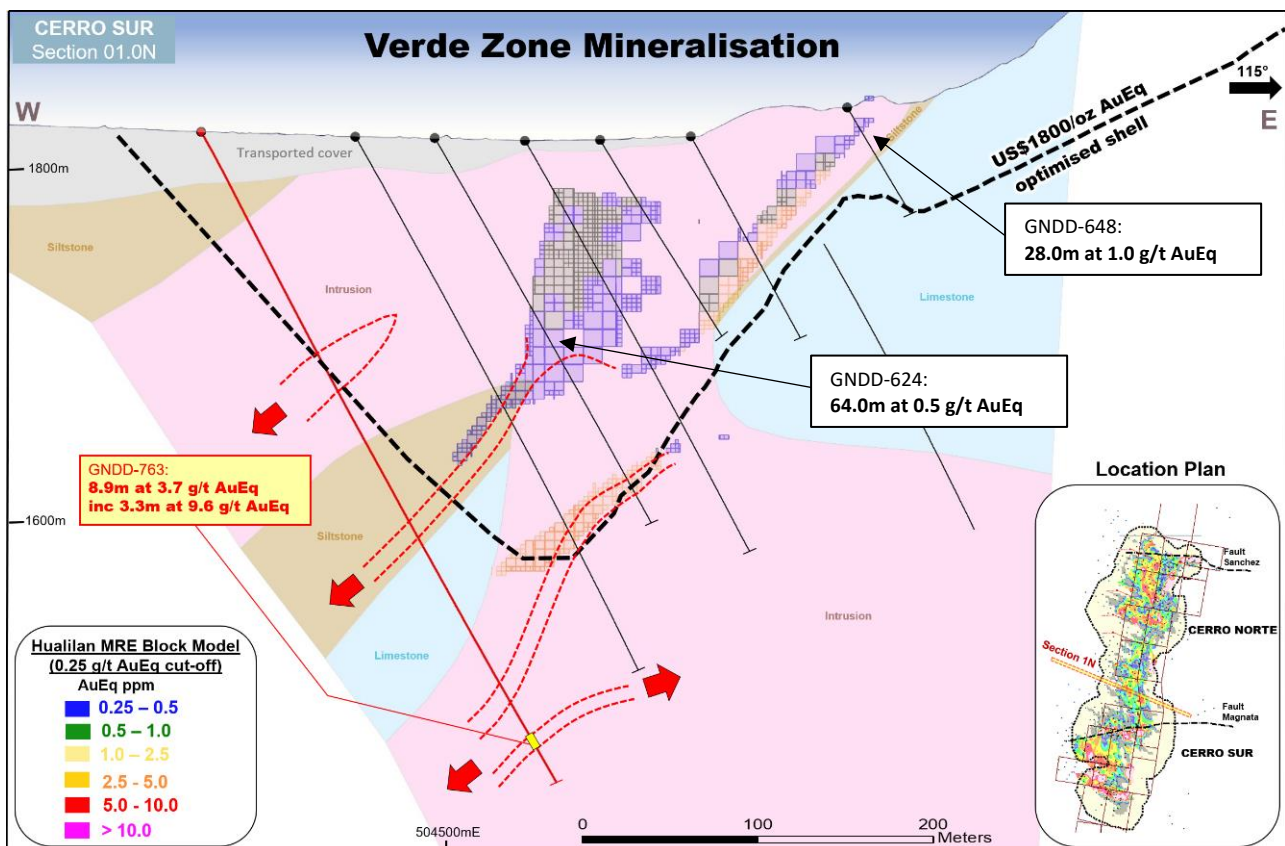 CERRO SUR
Section 01.0N
Verde Zone Mineralisation
115°
W
E
US$1800/oz AuEq
optimised shell
Transported cover
1800m
Siltstone
Siltstone
GNDD-648:
28.0m at 1.0 g/t AuEq
Intrusion
Limestone
GNDD-624:
64.0m at 0.5 g/t AuEq
GNDD-763:
8.9m at 3.7 g/t AuEq
inc 3.3m at 9.6 g/t AuEq
Siltstone
1600m
Limestone
Intrusion
Location Plan
Fault
Sanchez
CERRO NORTE
Section 1N
Fault
Magnata
CERRO SUR
Hualilan MRE Block Model
(0.25 g/t AuEq cut-off)
AuEq ppm
0.25 – 0.5
0.5 – 1.0
1.0 – 2.5
2.5 - 5.0
5.0 - 10.0
> 10.0
504500mE
0 100 200
Meters